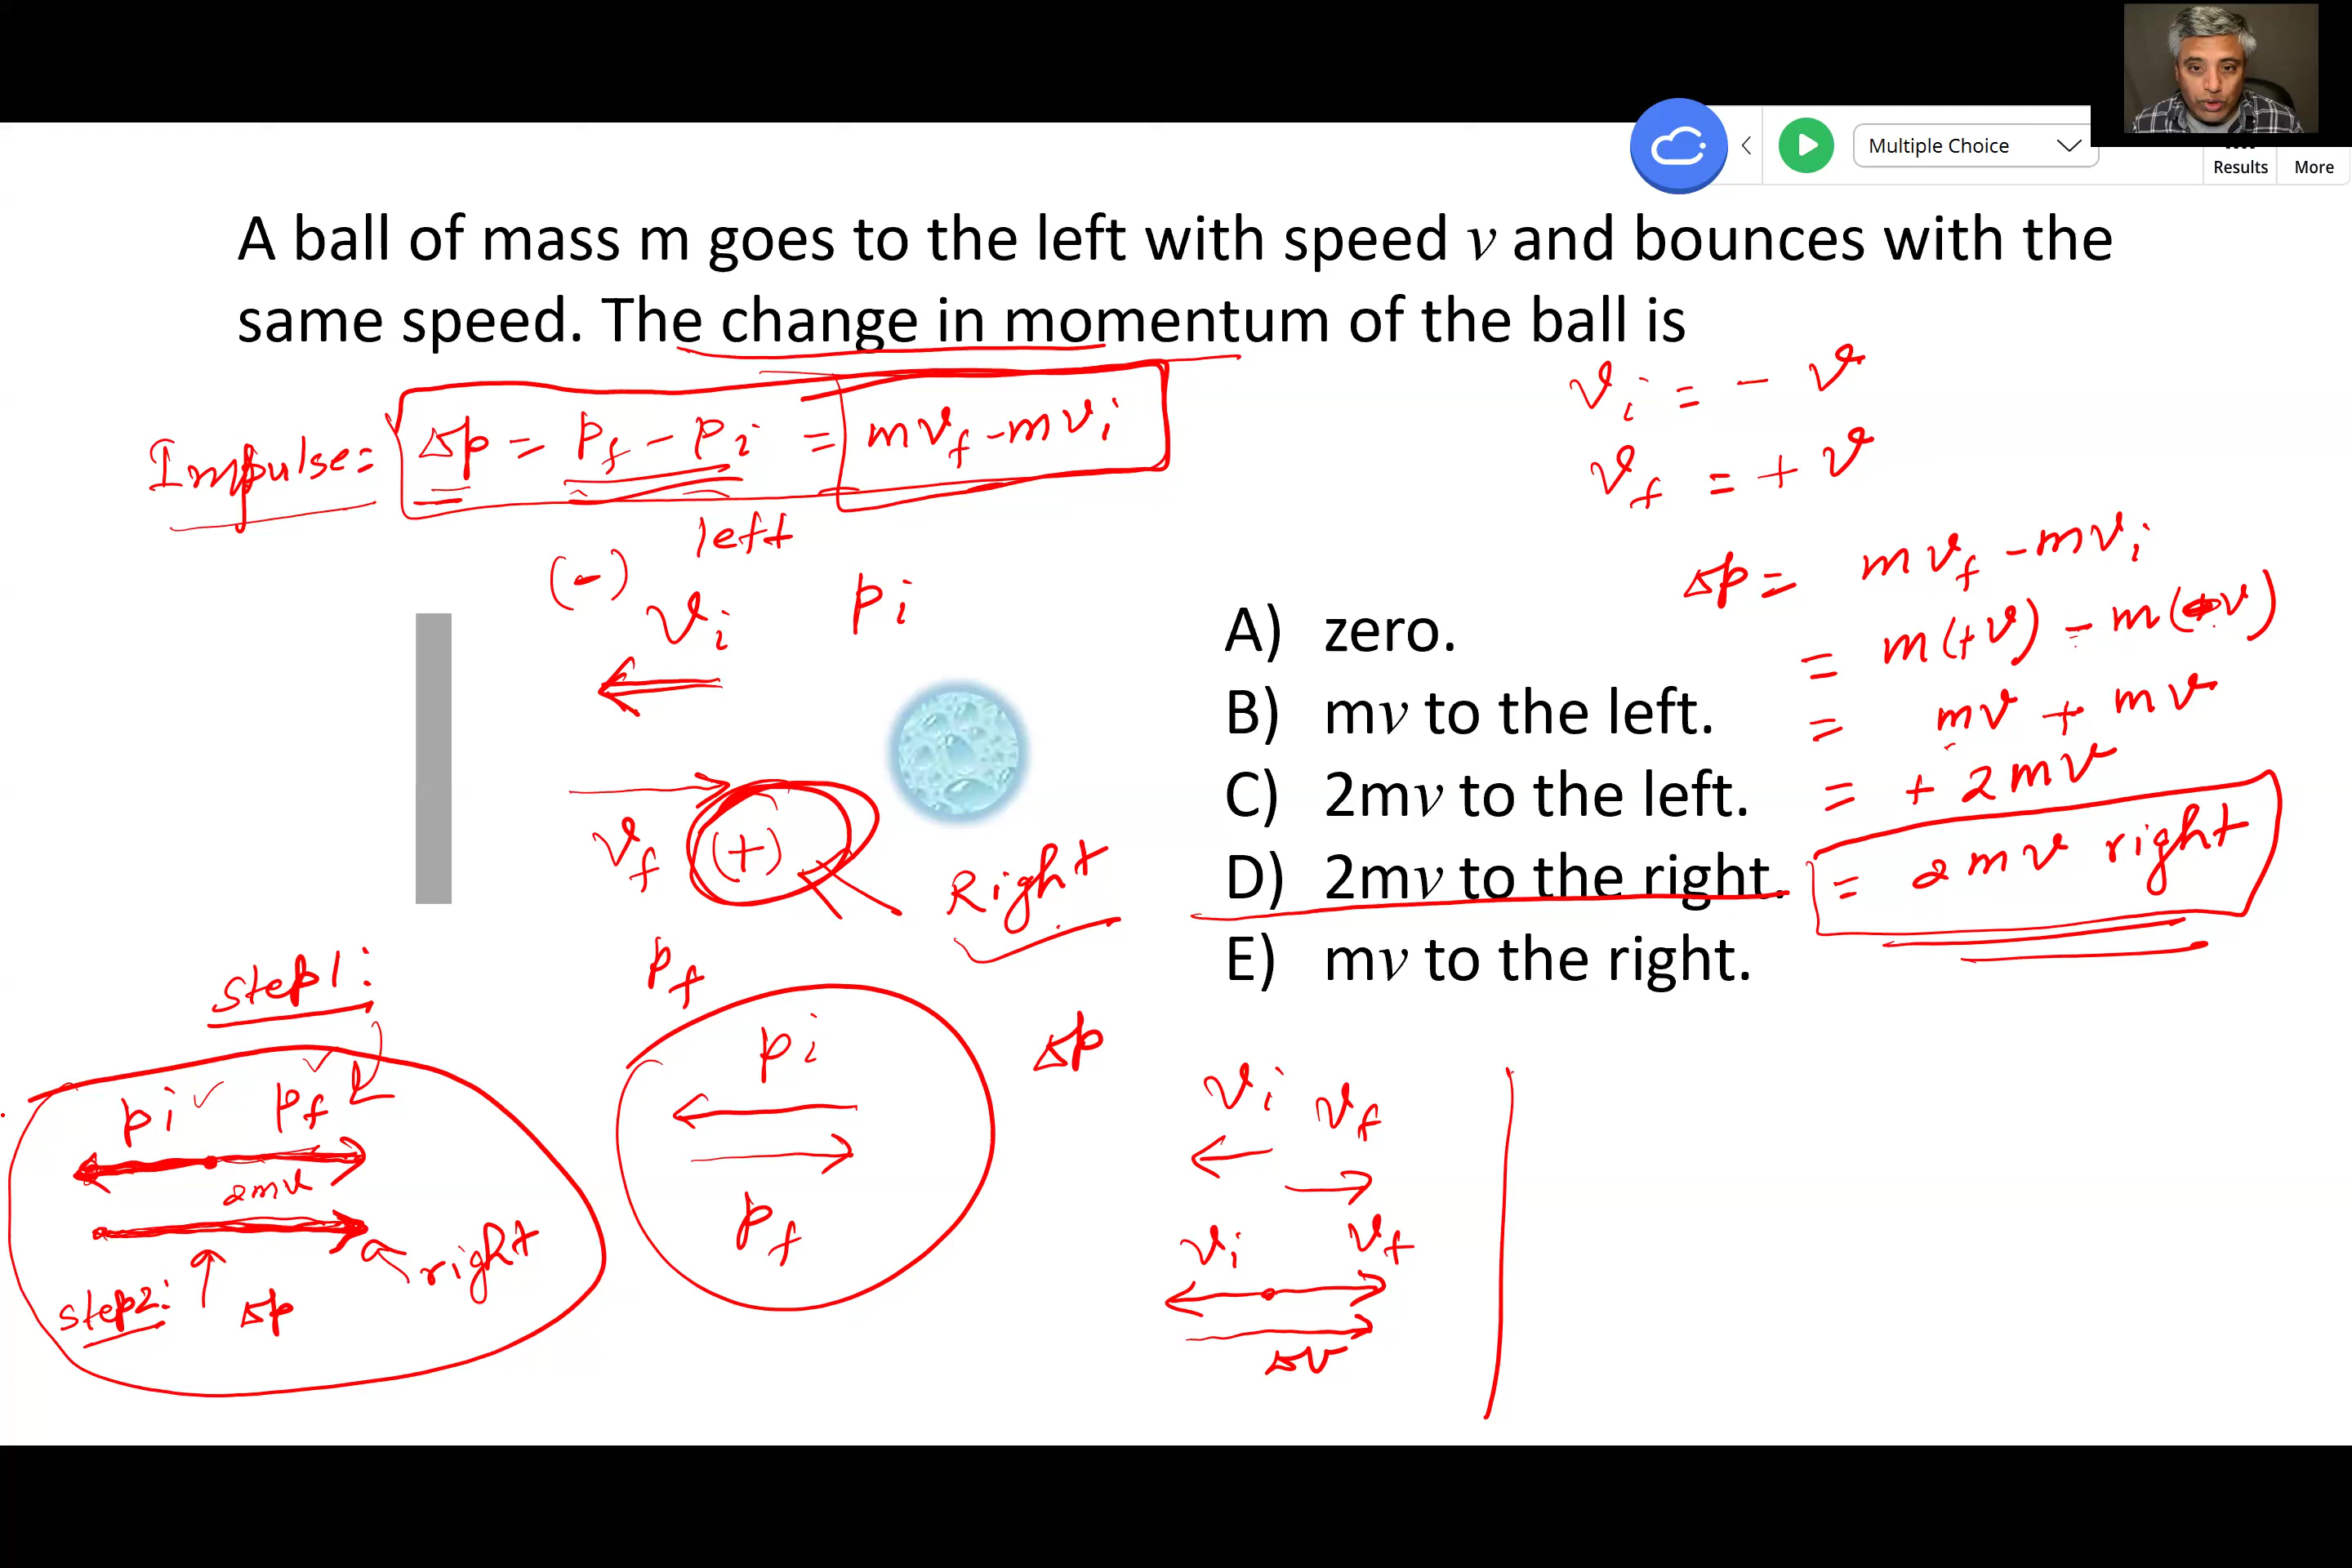 Multiple Choice
Results
More
A ball of mass m goes to the left with speed v and bounces with the
same speed. The change in momentum of the ball is
Impulse = Δp = pf - pi = mvf - mvi
vi = - v
vf = + v
left
(-)
vi
pi
Δp = mvf - mvi
= m(+v) - m(-v)
= mv + mv
= + 2mv
= 2mv right
A) zero.
B) mv to the left.
C) 2mv to the left.
D) 2mv to the right.
E) mv to the right.
vf (+)
Right
pf
Step1:
pi pf
2mv
right
Step2:
Δp
pi
pf
Δp
vi vf
vi vf
Δv